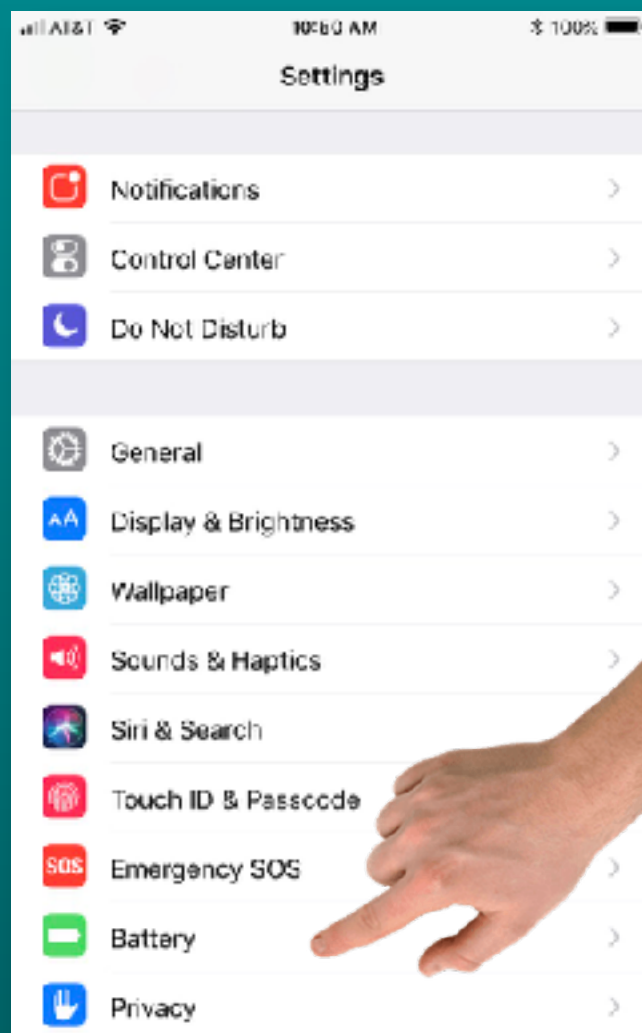 AT&T 100%
Settings
Notifications
Control Center
Do Not Disturb
General
AA Display & Brightness
Wallpaper
Sounds & Haptics
Siri & Search
Touch ID & Passcode
SOS Emergency SOS
Battery
Privacy